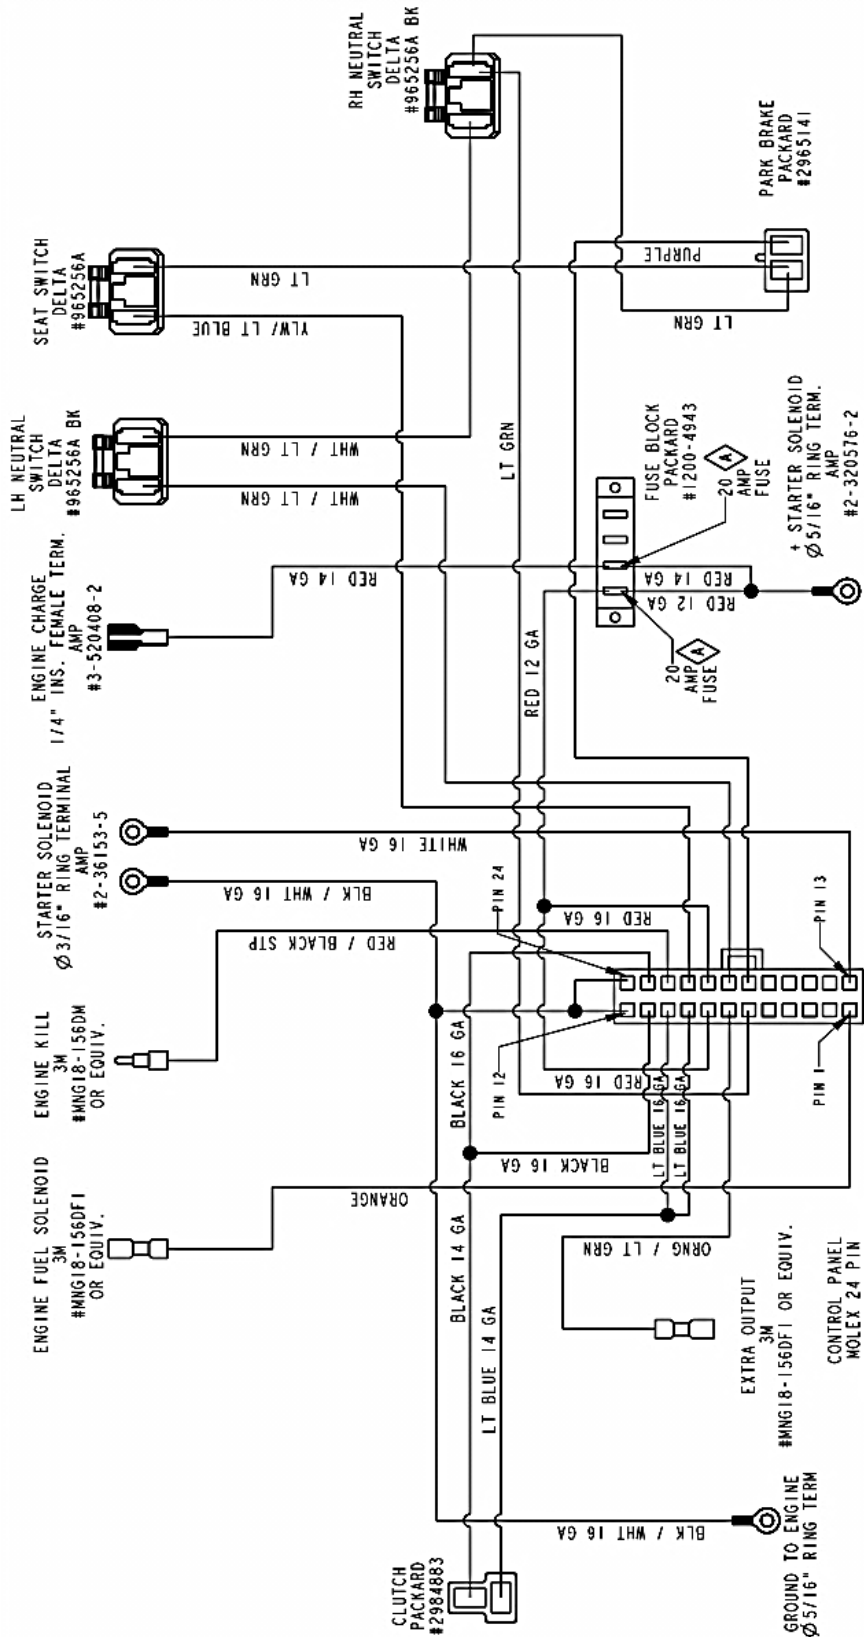 ENGINE FUEL SOLENOID
3M
#MNG18-156DF1
OR EQUIV.
ENGINE KILL
3M
#MNG18-156DM
OR EQUIV.
STARTER SOLENOID
Ø3/16" RING TERMINAL
AMP
#2-36153-5
ENGINE CHARGE
1/4" INS. FEMALE TERM.
AMP
#3-520408-2
LH NEUTRAL
SWITCH
DELTA
#965256A BK
SEAT SWITCH
DELTA
#965256A
RH NEUTRAL
SWITCH
DELTA
#965256A BK
ORANGE
RED / BLACK STP
BLK / WHT 16 GA
WHITE 16 GA
RED 14 GA
WHT / LT GRN
WHT / LT GRN
YLW/ LT BLUE
LT GRN
CLUTCH
PACKARD
#2984883
BLACK 14 GA
BLACK 16 GA
LT BLUE 14 GA
BLACK 16 GA
RED 16 GA
PIN 12
PIN 24
RED 16 GA
RED 12 GA
LT GRN
LT BLUE 16 GA
LT BLUE 16 GA
ORNG / LT GRN
PIN 1
PIN 13
BLK / WHT 16 GA
GROUND TO ENGINE
Ø5/16" RING TERM
EXTRA OUTPUT
3M
#MNG18-156DF1 OR EQUIV.
CONTROL PANEL
MOLEX 24 PIN
20
AMP
FUSE
A
RED 12 GA
RED 14 GA
FUSE BLOCK
PACKARD
#1200-4943
20
AMP
FUSE
A
+ STARTER SOLENOID
Ø5/16" RING TERM.
AMP
#2-320576-2
LT GRN
PURPLE
PARK BRAKE
PACKARD
#2965141